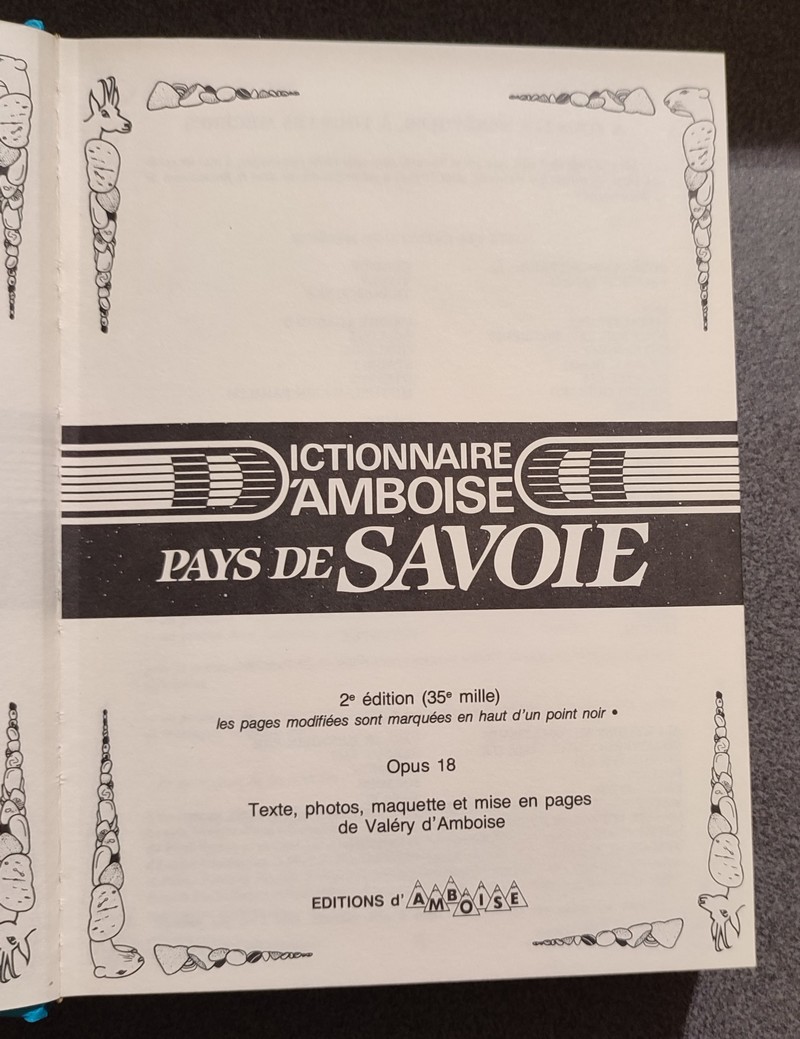 DICTIONNAIRE
D'AMBOISE
PAYS DE SAVOIE
2e édition (35e mille)
les pages modifiées sont marquées en haut d'un point noir •
Opus 18
Texte, photos, maquette et mise en pages
de Valéry d'Amboise
EDITIONS d'AMBOISE